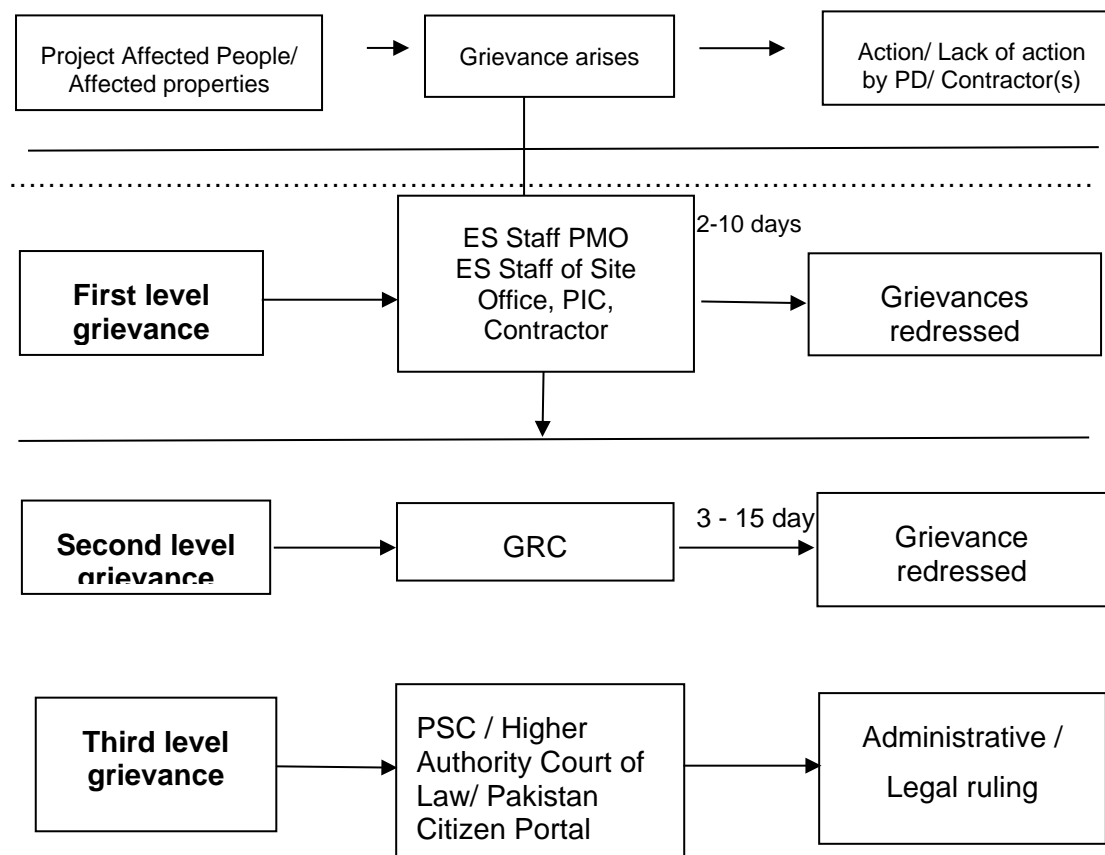 Project Affected People/
Affected properties
Grievance arises
Action/ Lack of action
by PD/ Contractor(s)
First level
grievance
ES Staff PMO
ES Staff of Site
Office, PIC,
Contractor
2-10 days
Grievances
redressed
Second level
grievance
GRC
3 - 15 day
Grievance
redressed
Third level
grievance
PSC / Higher
Authority Court of
Law/ Pakistan
Citizen Portal
Administrative /
Legal ruling